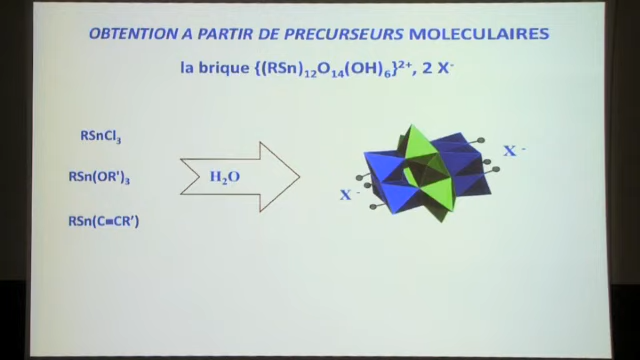 OBTENTION A PARTIR DE PRECURSEURS MOLECULAIRES
la brique {(RSn)₁₂O₁₄(OH)₆}²⁺, 2 X⁻
RSnCl₃
RSn(OR')₃
RSn(C≡CR')
H₂O
X⁻
X⁻